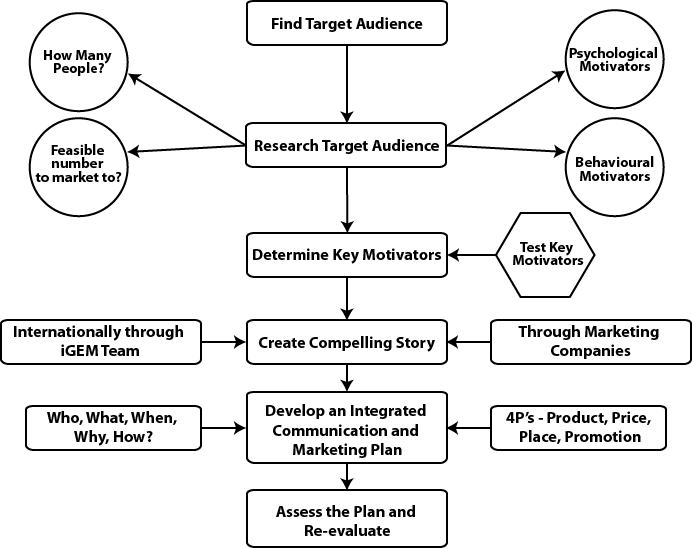 Find Target Audience
How Many
People?
Psychological
Motivators
Research Target Audience
Feasible
number
to market to?
Behavioural
Motivators
Determine Key Motivators
Test Key
Motivators
Internationally through
iGEM Team
Create Compelling Story
Through Marketing
Companies
Who, What, When,
Why, How?
Develop an Integrated
Communication and
Marketing Plan
4P's - Product, Price,
Place, Promotion
Assess the Plan and
Re-evaluate